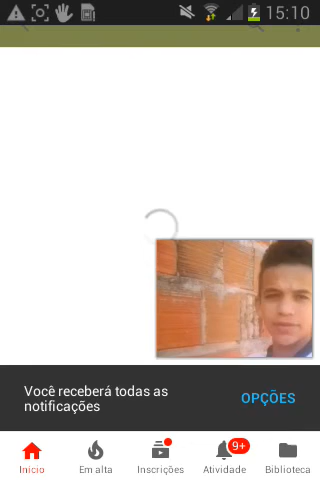 15:10
Você receberá todas as
notificações
OPÇÕES
9+
Início
Em alta
Inscrições
Atividade
Biblioteca